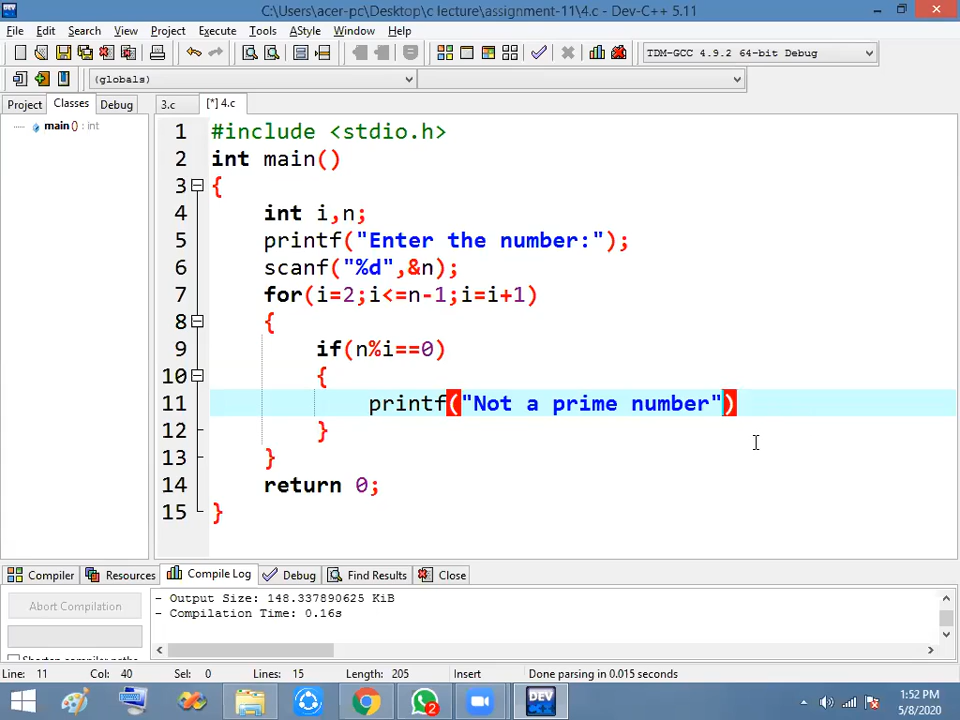 C:\Users\acer-pc\Desktop\c lecture\assignment-11\4.c - Dev-C++ 5.11
File Edit Search View Project Execute Tools AStyle Window Help
TDM-GCC 4.9.2 64-bit Debug
(globals)
Project Classes Debug 3.c [*] 4.c
main () : int
1 #include <stdio.h>
2 int main()
3 {
4 int i,n;
5 printf("Enter the number:");
6 scanf("%d",&n);
7 for(i=2;i<=n-1;i=i+1)
8 {
9 if(n%i==0)
10 {
11 printf("Not a prime number")
12 }
13 }
14 return 0;
15 }
Compiler Resources Compile Log Debug Find Results Close
Abort Compilation
- Output Size: 148.337890625 KiB
- Compilation Time: 0.16s
Shorten compiler paths
Line: 11 Col: 40 Sel: 0 Lines: 15 Length: 205 Insert Done parsing in 0.015 seconds
DEV
2
1:52 PM
5/8/2020